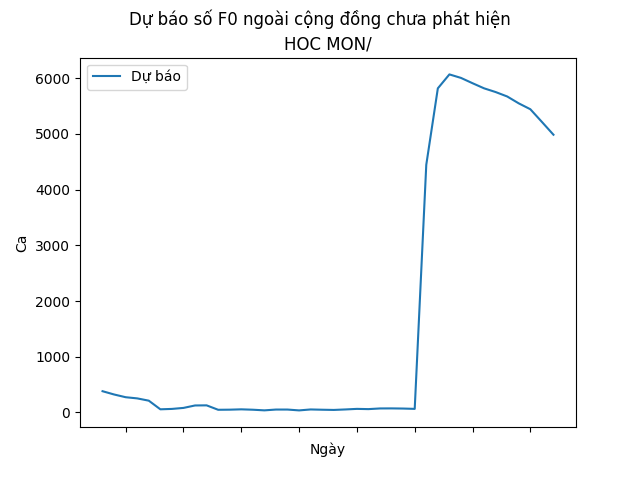 Dự báo số F0 ngoài cộng đồng chưa phát hiện
HOC MON/
Dự báo
6000
5000
4000
3000
2000
1000
0
Ca
Ngày